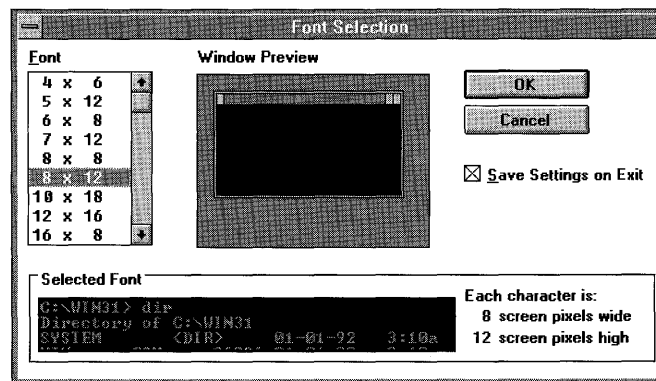 Font Selection
Font
4 x 6
5 x 12
6 x 8
7 x 12
8 x 8
8 x 12
10 x 18
12 x 16
16 x 8
Window Preview
OK
Cancel
Save Settings on Exit
Selected Font
C:\WIN31> dir
Directory of C:\WIN31
SYSTEM <DIR> 01-01-92 3:10a
Each character is:
8 screen pixels wide
12 screen pixels high